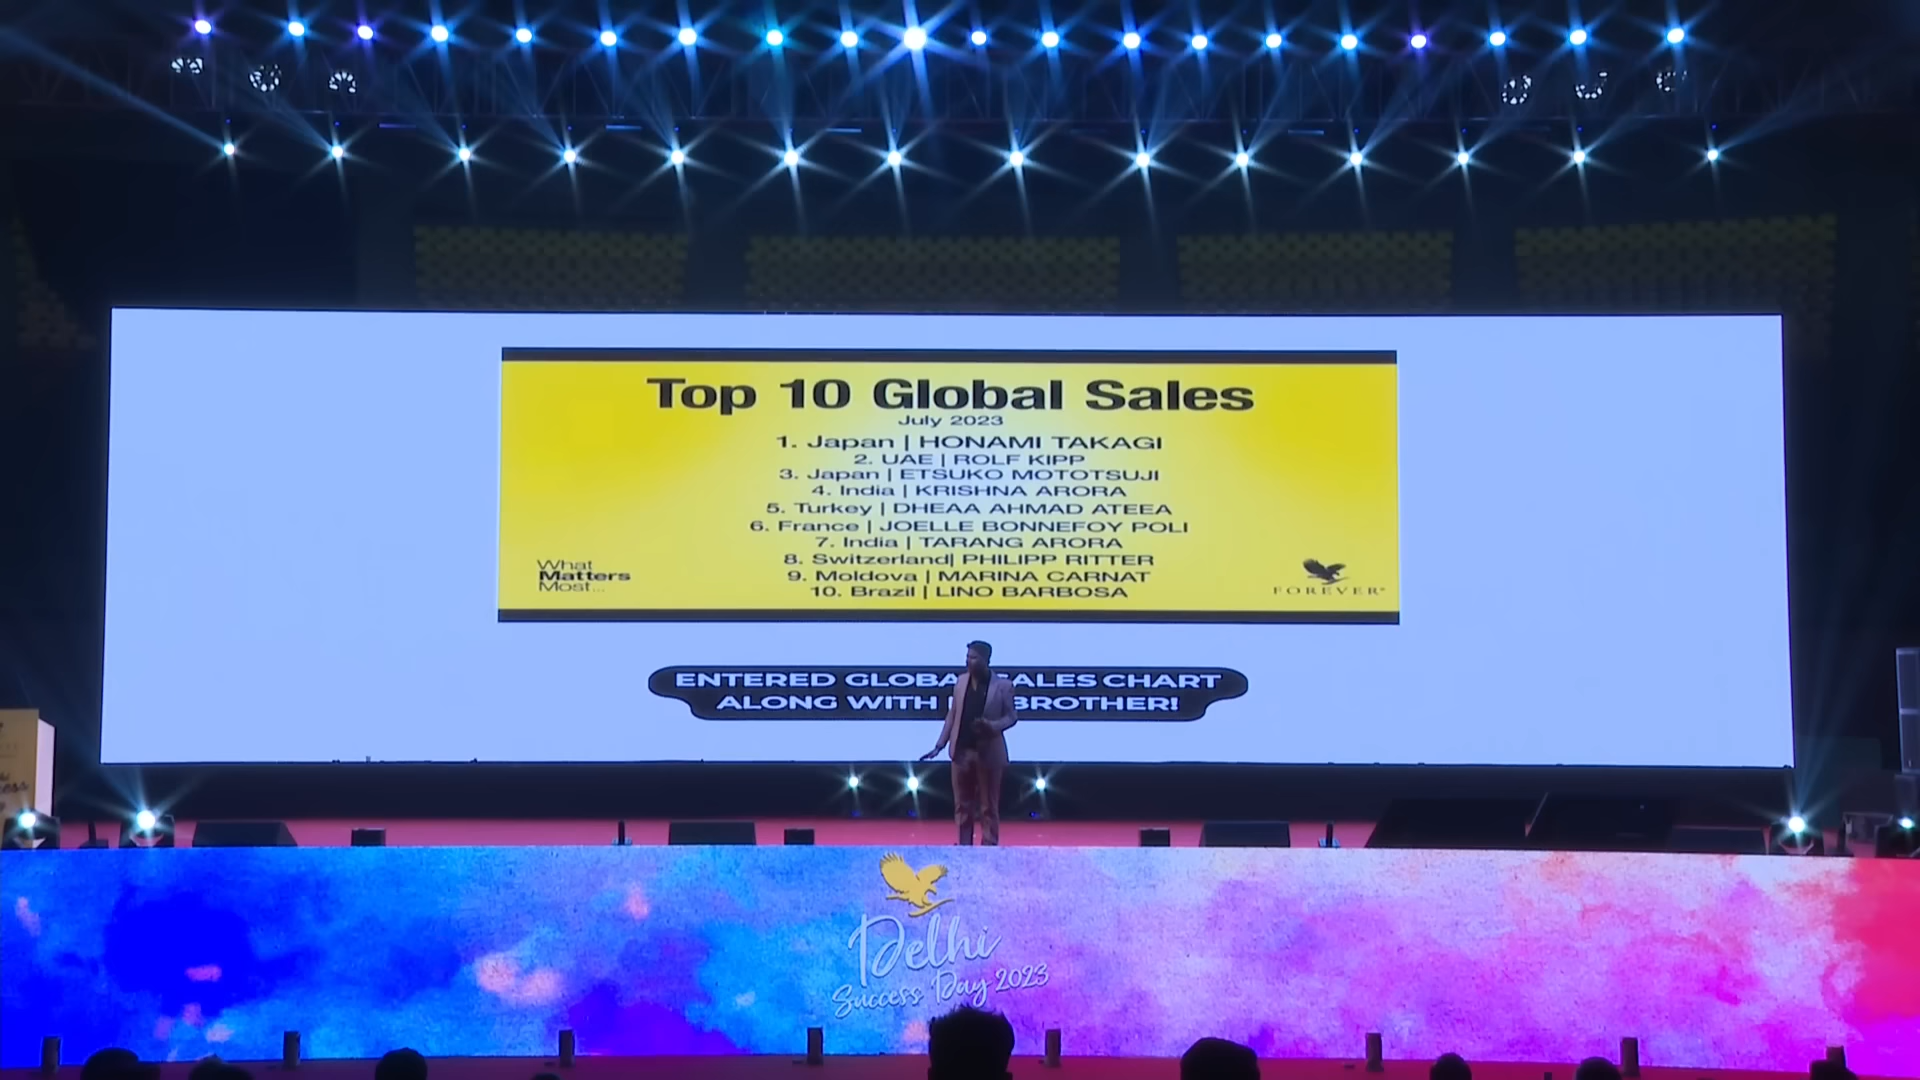 Top 10 Global Sales
July 2023
1. Japan | HONAMI TAKAGI
2. UAE | ROLF KIPP
3. Japan | ETSUKO MOTOTSUJI
4. India | KRISHNA ARORA
5. Turkey | DHEAA AHMAD ATEEA
6. France | JOELLE BONNEFOY POLI
7. India | TARANG ARORA
8. Switzerland| PHILIPP RITTER
9. Moldova | MARINA CARNAT
10. Brazil | LINO BARBOSA
What
Matters
Most...
FOREVER®
ENTERED GLOBAL SALES CHART
ALONG WITH BROTHER!
Delhi
Success Day 2023